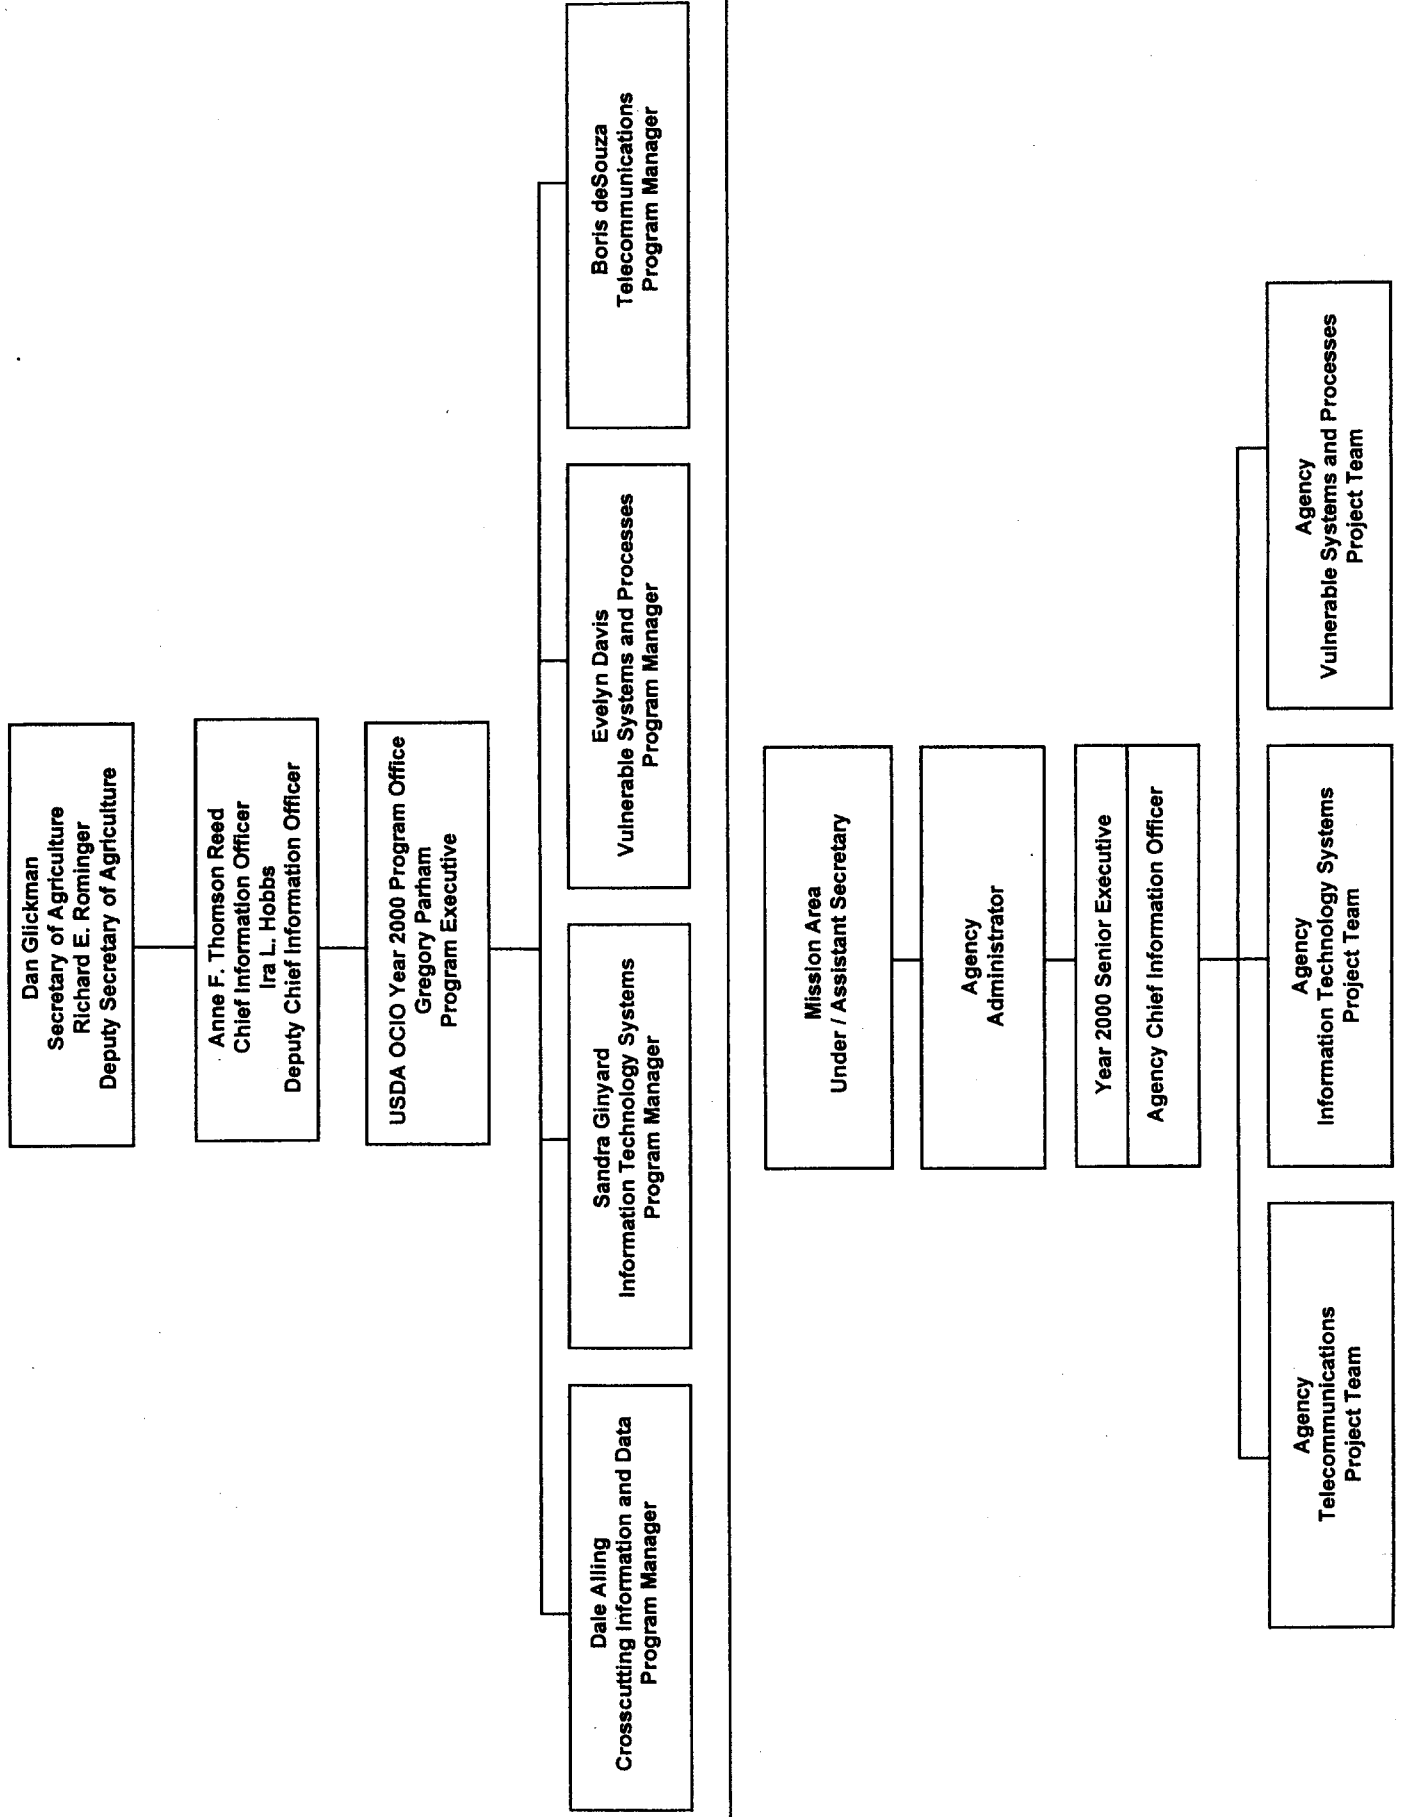 Dan Glickman
Secretary of Agriculture
Richard E. Rominger
Deputy Secretary of Agriculture
Anne F. Thomson Reed
Chief Information Officer
Ira L. Hobbs
Deputy Chief Information Officer
USDA OCIO Year 2000 Program Office
Gregory Parham
Program Executive
Dale Alling
Crosscutting Information and Data
Program Manager
Sandra Ginyard
Information Technology Systems
Program Manager
Evelyn Davis
Vulnerable Systems and Processes
Program Manager
Boris deSouza
Telecommunications
Program Manager
Mission Area
Under / Assistant Secretary
Agency
Administrator
Year 2000 Senior Executive
Agency Chief Information Officer
Agency
Telecommunications
Project Team
Agency
Information Technology Systems
Project Team
Agency
Vulnerable Systems and Processes
Project Team